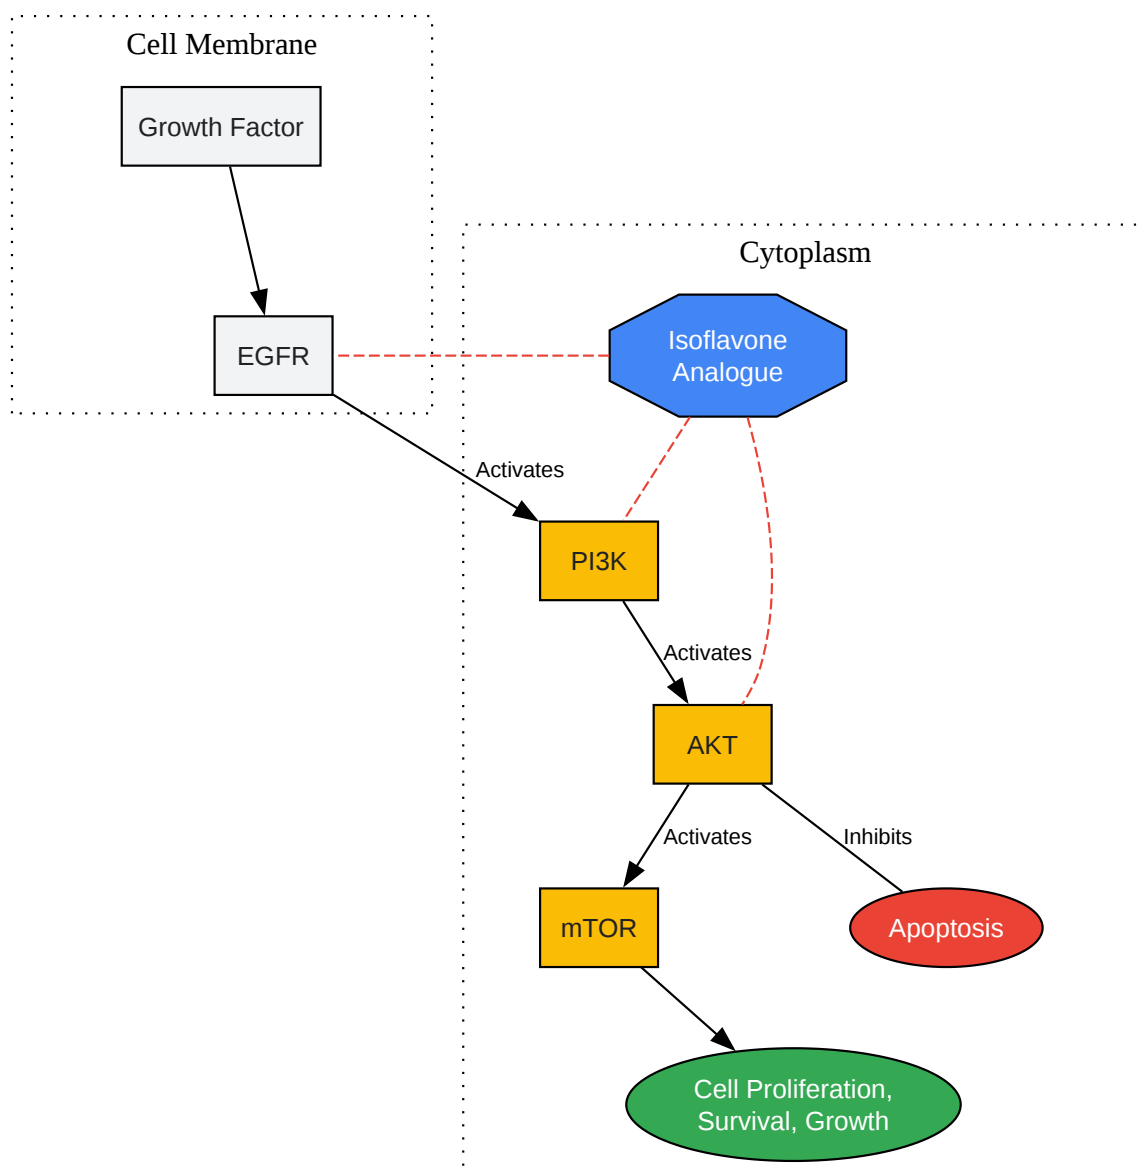 Cell Membrane
Growth Factor
Cytoplasm
EGFR
Isoflavone
Analogue
Activates
PI3K
Activates
AKT
Activates
Inhibits
mTOR
Apoptosis
Cell Proliferation,
Survival, Growth